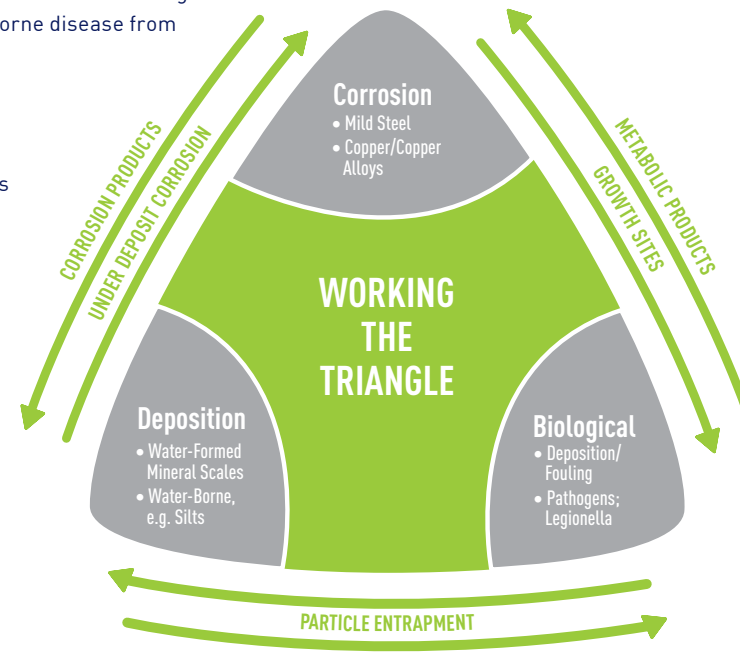 orne disease from
s
CORROSION PRODUCTS
UNDER DEPOSIT CORROSION
Corrosion
• Mild Steel
• Copper/Copper
Alloys
METABOLIC PRODUCTS
GROWTH SITES
WORKING
THE
TRIANGLE
Deposition
• Water-Formed
Mineral Scales
• Water-Borne,
e.g. Silts
Biological
• Deposition/
Fouling
• Pathogens;
Legionella
PARTICLE ENTRAPMENT